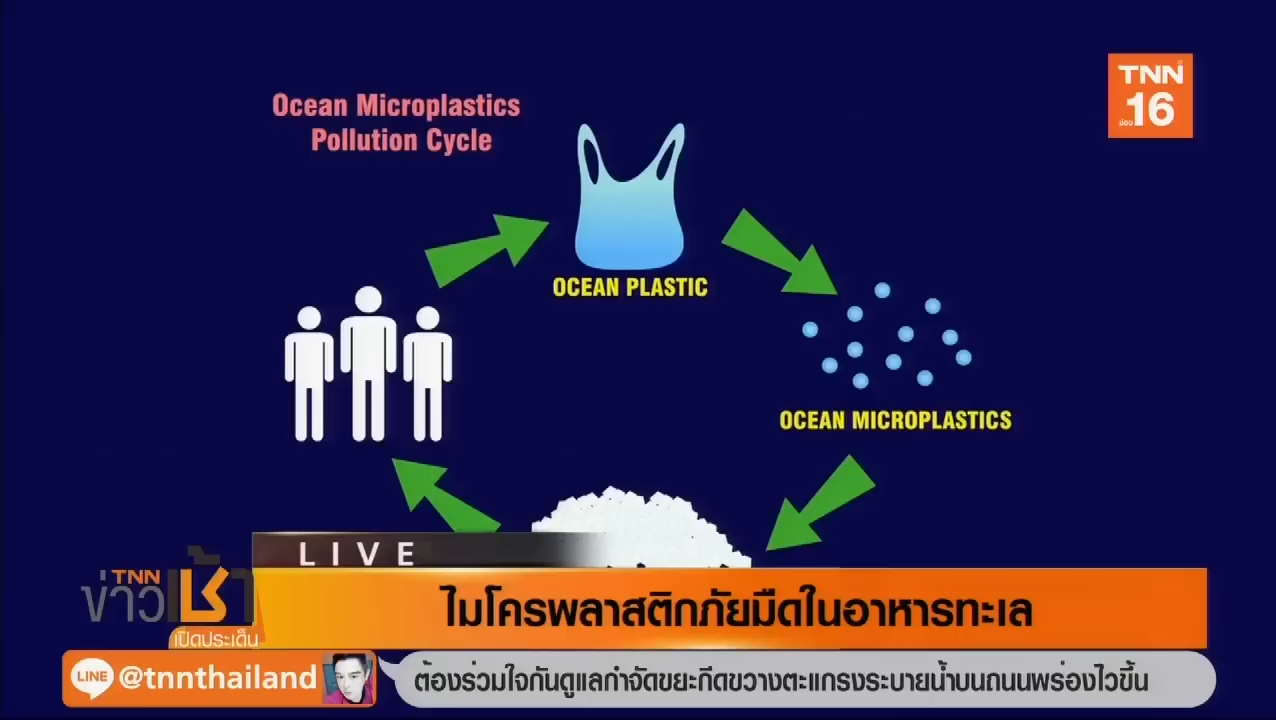 Ocean Microplastics
Pollution Cycle
TNN
ช่อง 16
OCEAN PLASTIC
OCEAN MICROPLASTICS
LIVE
TNN
ข่าวเช้า
เปิดประเด็น
ไมโครพลาสติกภัยมืดในอาหารทะเล
LINE @tnnthailand
ต้องร่วมใจกันดูแลกำจัดขยะกีดขวางตะแกรงระบายน้ำบนถนนพร่องไวขึ้น